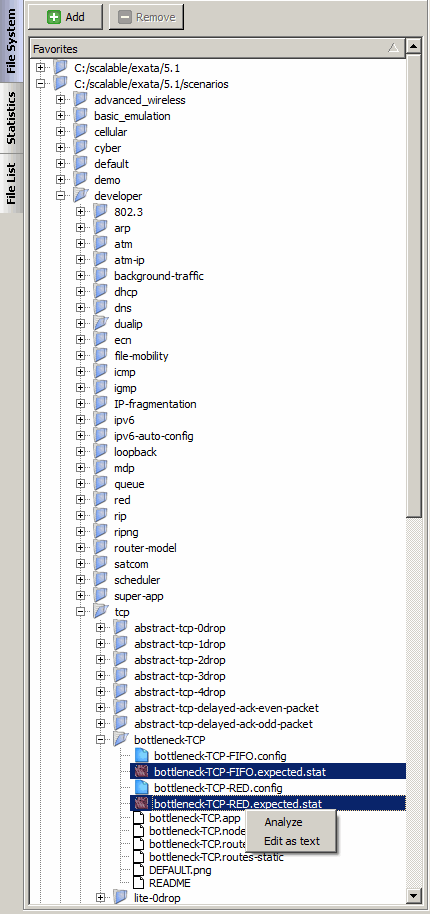 File System
Statistics
File List
Add
Remove
Favorites
C:/scalable/exata/5.1
C:/scalable/exata/5.1/scenarios
advanced_wireless
basic_emulation
cellular
cyber
default
demo
developer
802.3
arp
atm
atm-ip
background-traffic
dhcp
dns
dualip
ecn
file-mobility
icmp
igmp
IP-fragmentation
ipv6
ipv6-auto-config
loopback
mdp
queue
red
rip
ripng
router-model
satcom
scheduler
super-app
tcp
abstract-tcp-0drop
abstract-tcp-1drop
abstract-tcp-2drop
abstract-tcp-3drop
abstract-tcp-4drop
abstract-tcp-delayed-ack-even-packet
abstract-tcp-delayed-ack-odd-packet
bottleneck-TCP
bottleneck-TCP-FIFO.config
bottleneck-TCP-FIFO.expected.stat
bottleneck-TCP-RED.config
bottleneck-TCP-RED.expected.stat
bottleneck-TCP.app
bottleneck-TCP.node
bottleneck-TCP.rout
bottleneck-TCP.routes-static
DEFAULT.png
README
lite-0drop
Analyze
Edit as text